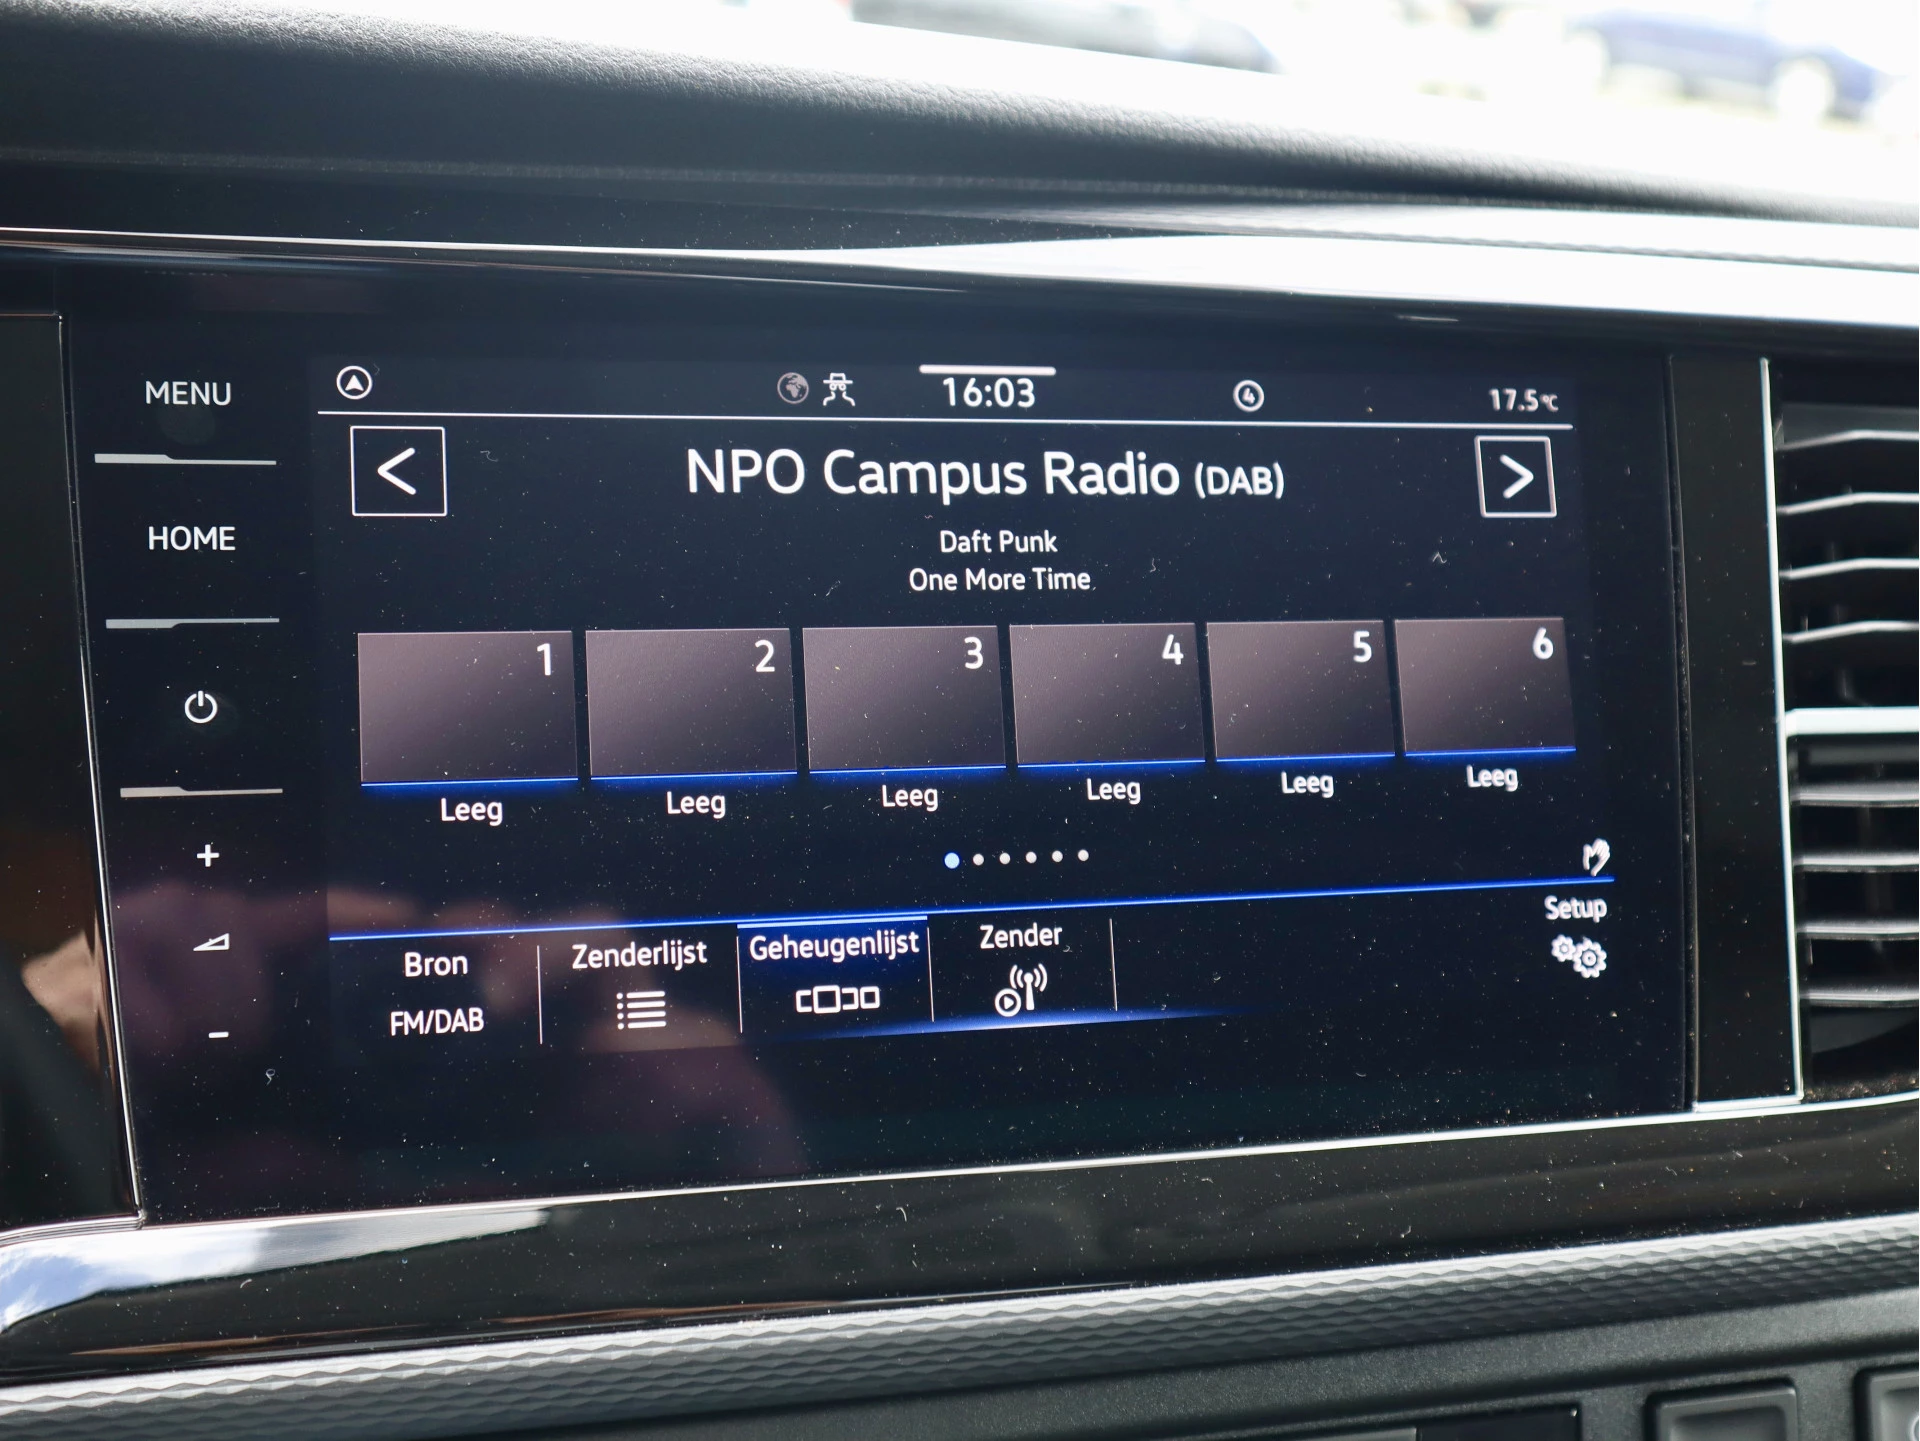 MENU
HOME
16:03
4
17.5°C
NPO Campus Radio (DAB)
Daft Punk
One More Time
1 2 3 4 5 6
Leeg Leeg Leeg Leeg Leeg Leeg
+
-
Bron
FM/DAB
Zenderlijst
Geheugenlijst
Zender
Setup